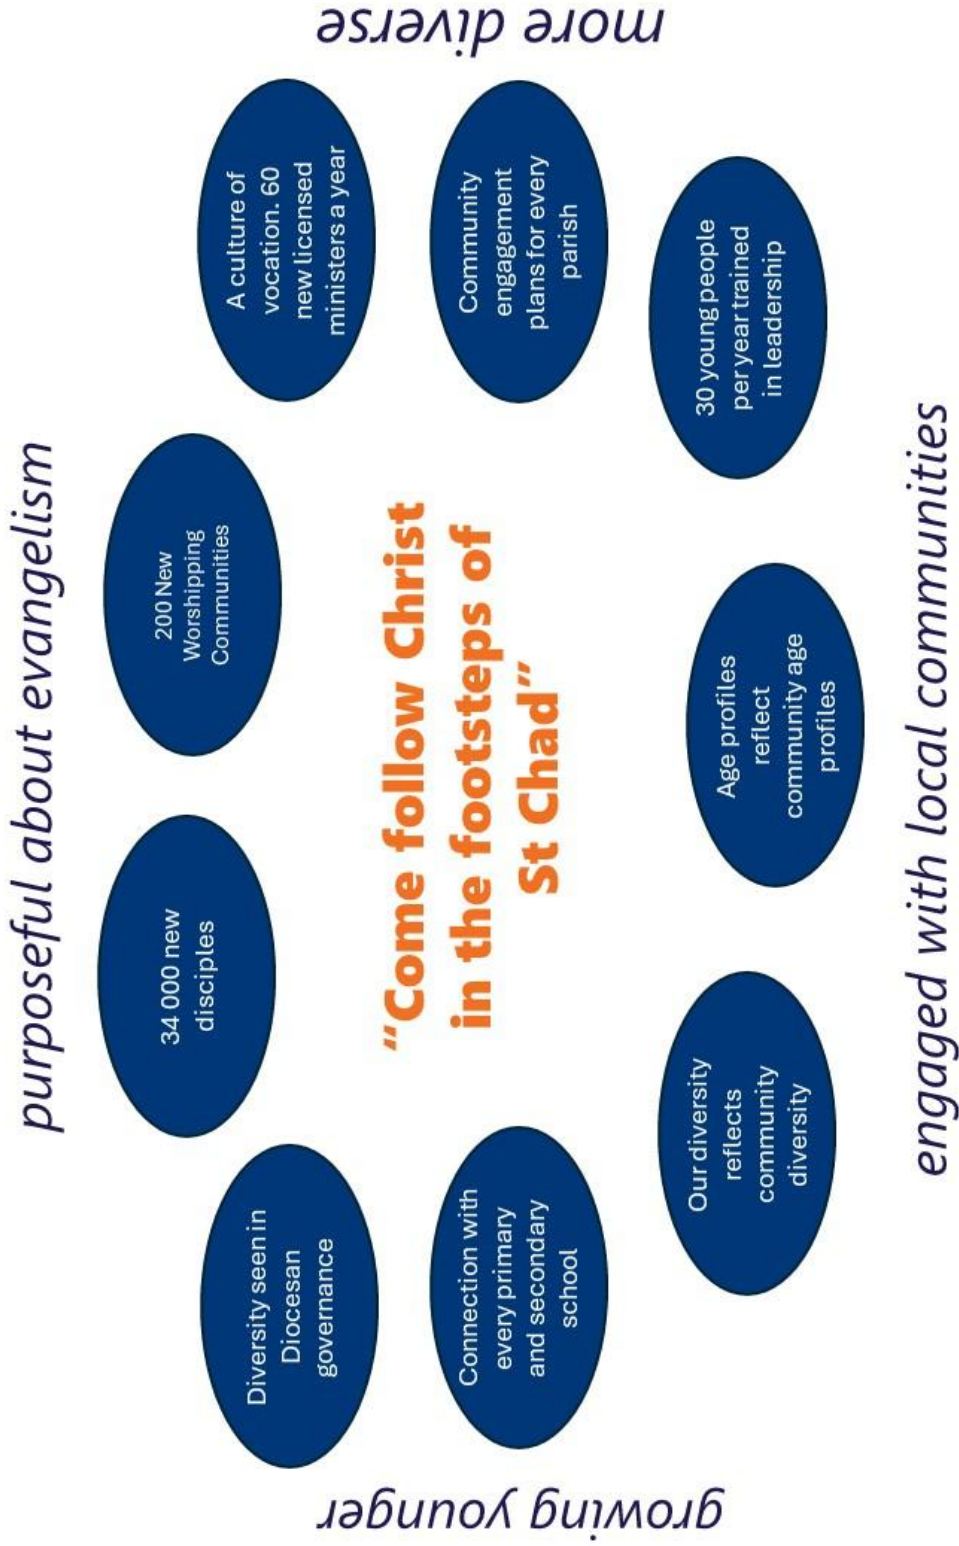 purposeful about evangelism
34 000 new
disciples
200 New
Worshipping
Communities
Diversity seen in
Diocesan
governance
A culture of
vocation. 60
new licensed
ministers a year
growing younger
Connection with
every primary
and secondary
school
"Come follow Christ
in the footsteps of
St Chad"
Community
engagement
plans for every
parish
more diverse
Our diversity
reflects
community
diversity
Age profiles
reflect
community age
profiles
30 young people
per year trained
in leadership
engaged with local communities